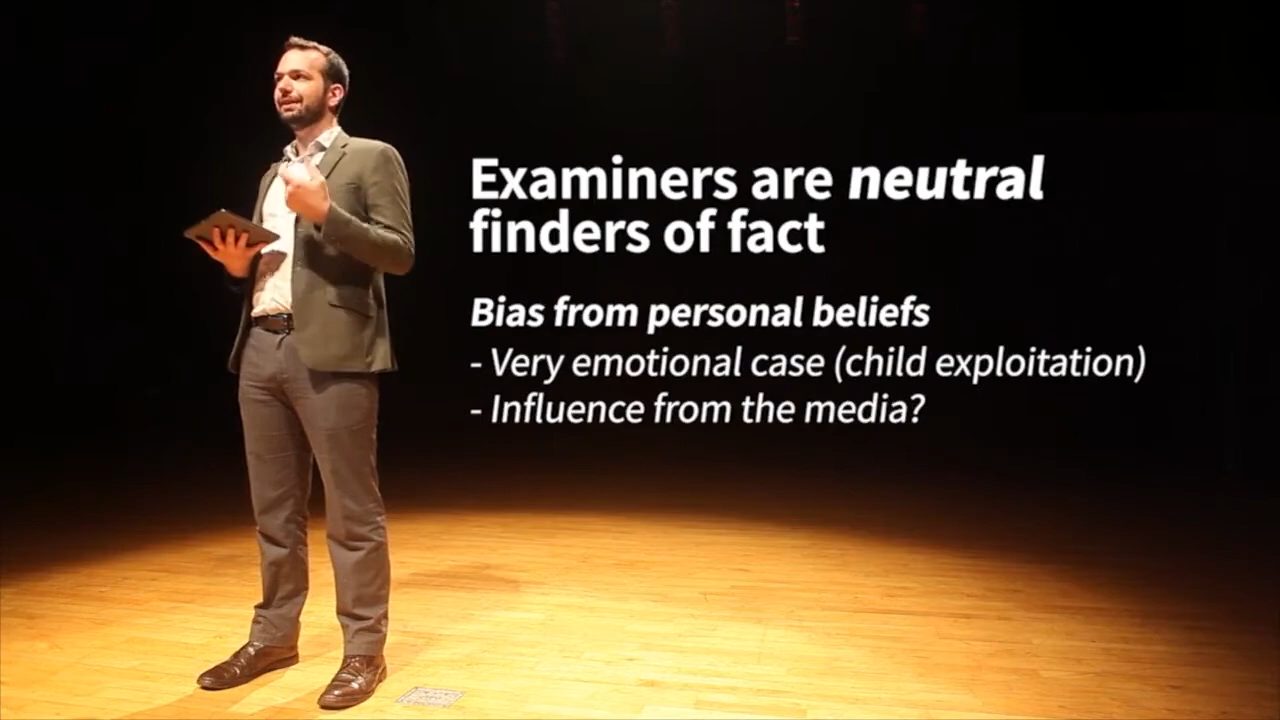 Examiners are neutral
finders of fact
Bias from personal beliefs
- Very emotional case (child exploitation)
- Influence from the media?